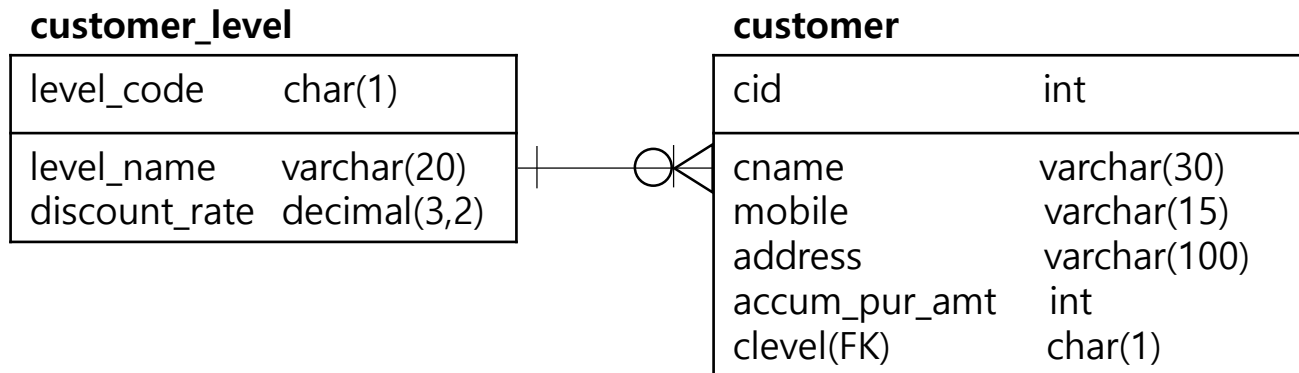 customer_level
level_code char(1)
level_name varchar(20)
discount_rate decimal(3,2)
customer
cid int
cname varchar(30)
mobile varchar(15)
address varchar(100)
accum_pur_amt int
clevel(FK) char(1)